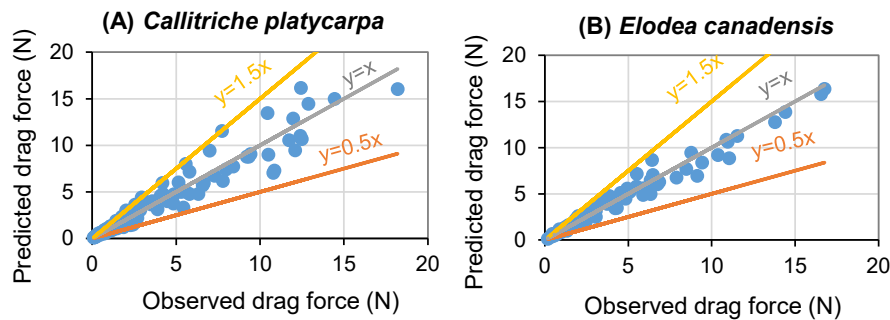 (A) Callitriche platycarpa
Predicted drag force (N)
20
15
10
5
0
0 5 10 15 20
Observed drag force (N)
y=1.5x
y=x
y=0.5x
(B) Elodea canadensis
Predicted drag force (N)
20
15
10
5
0
0 5 10 15 20
Observed drag force (N)
y=1.5x
y=x
y=0.5x